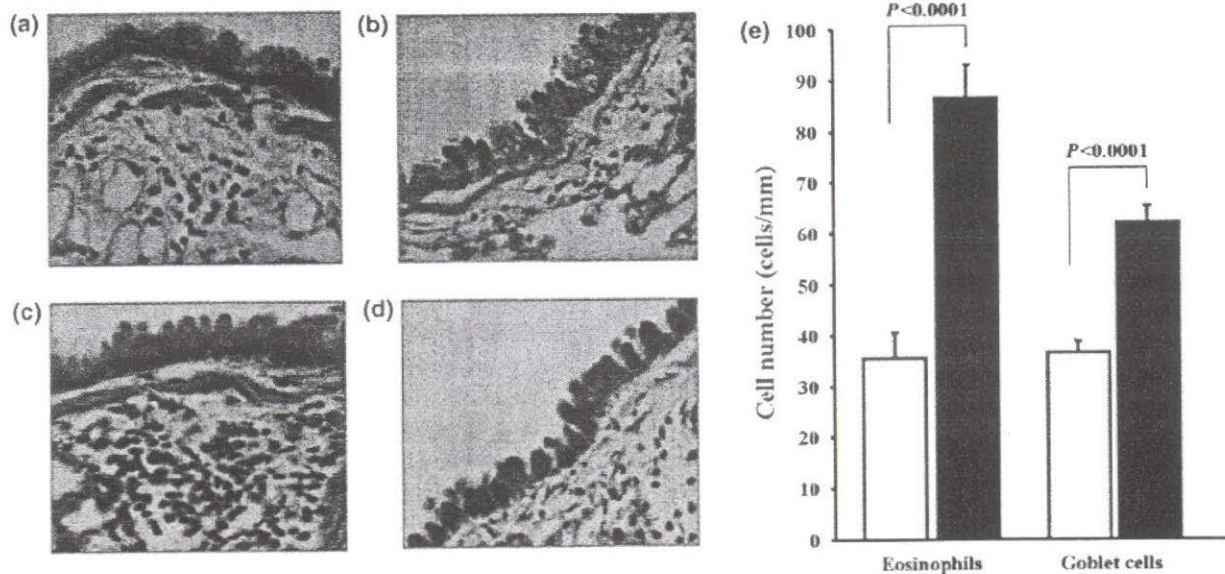 (a)
(b)
(c)
(d)
(e)
P<0.0001
P<0.0001
Cell number (cells/mm)
100
90
80
70
60
50
40
30
20
10
0
Eosinophils
Goblet cells